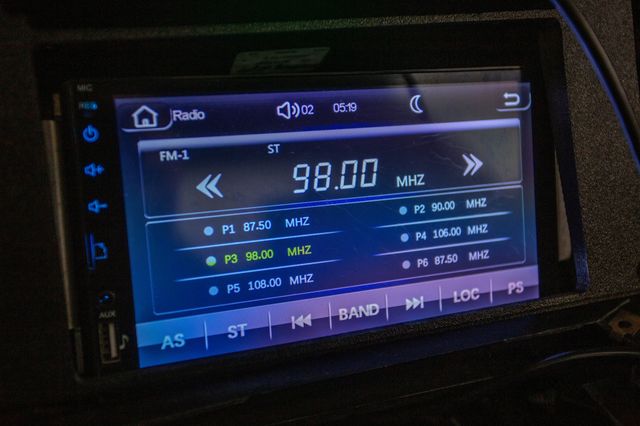 MIC
Radio 02 05:19
FM-1 ST
98.00 MHZ
P1 87.50 MHZ P2 90.00 MHZ
P3 98.00 MHZ P4 106.00 MHZ
P5 108.00 MHZ P6 87.50 MHZ
AS ST BAND LOC PS
AUX